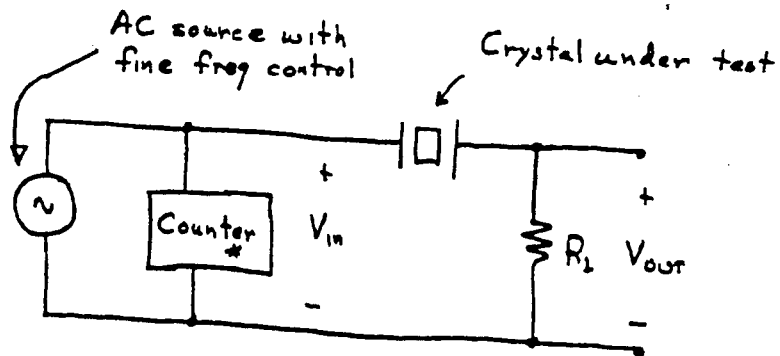 AC source with
fine freq control
Crystal under test
~
Counter
*
+
Vin
-
R1
+
VOUT
-